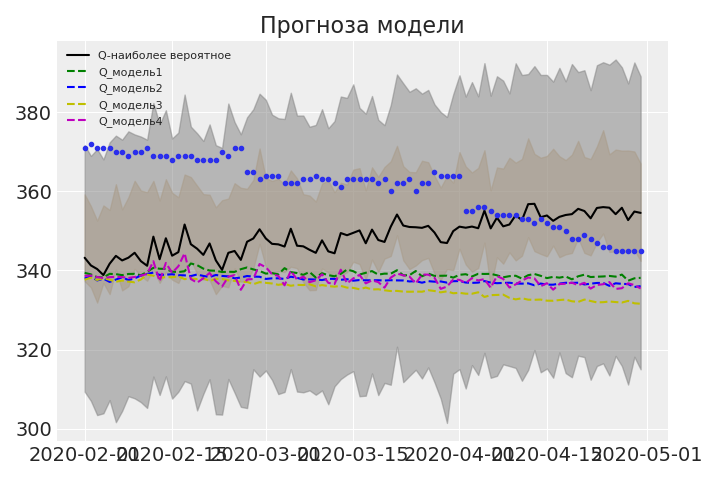 Прогноза модели
Q-наиболее вероятное
Q_модель1
Q_модель2
Q_модель3
Q_модель4
380
360
340
320
300
2020-02-01 2020-02-15 2020-03-01 2020-03-15 2020-04-01 2020-04-15 2020-05-01